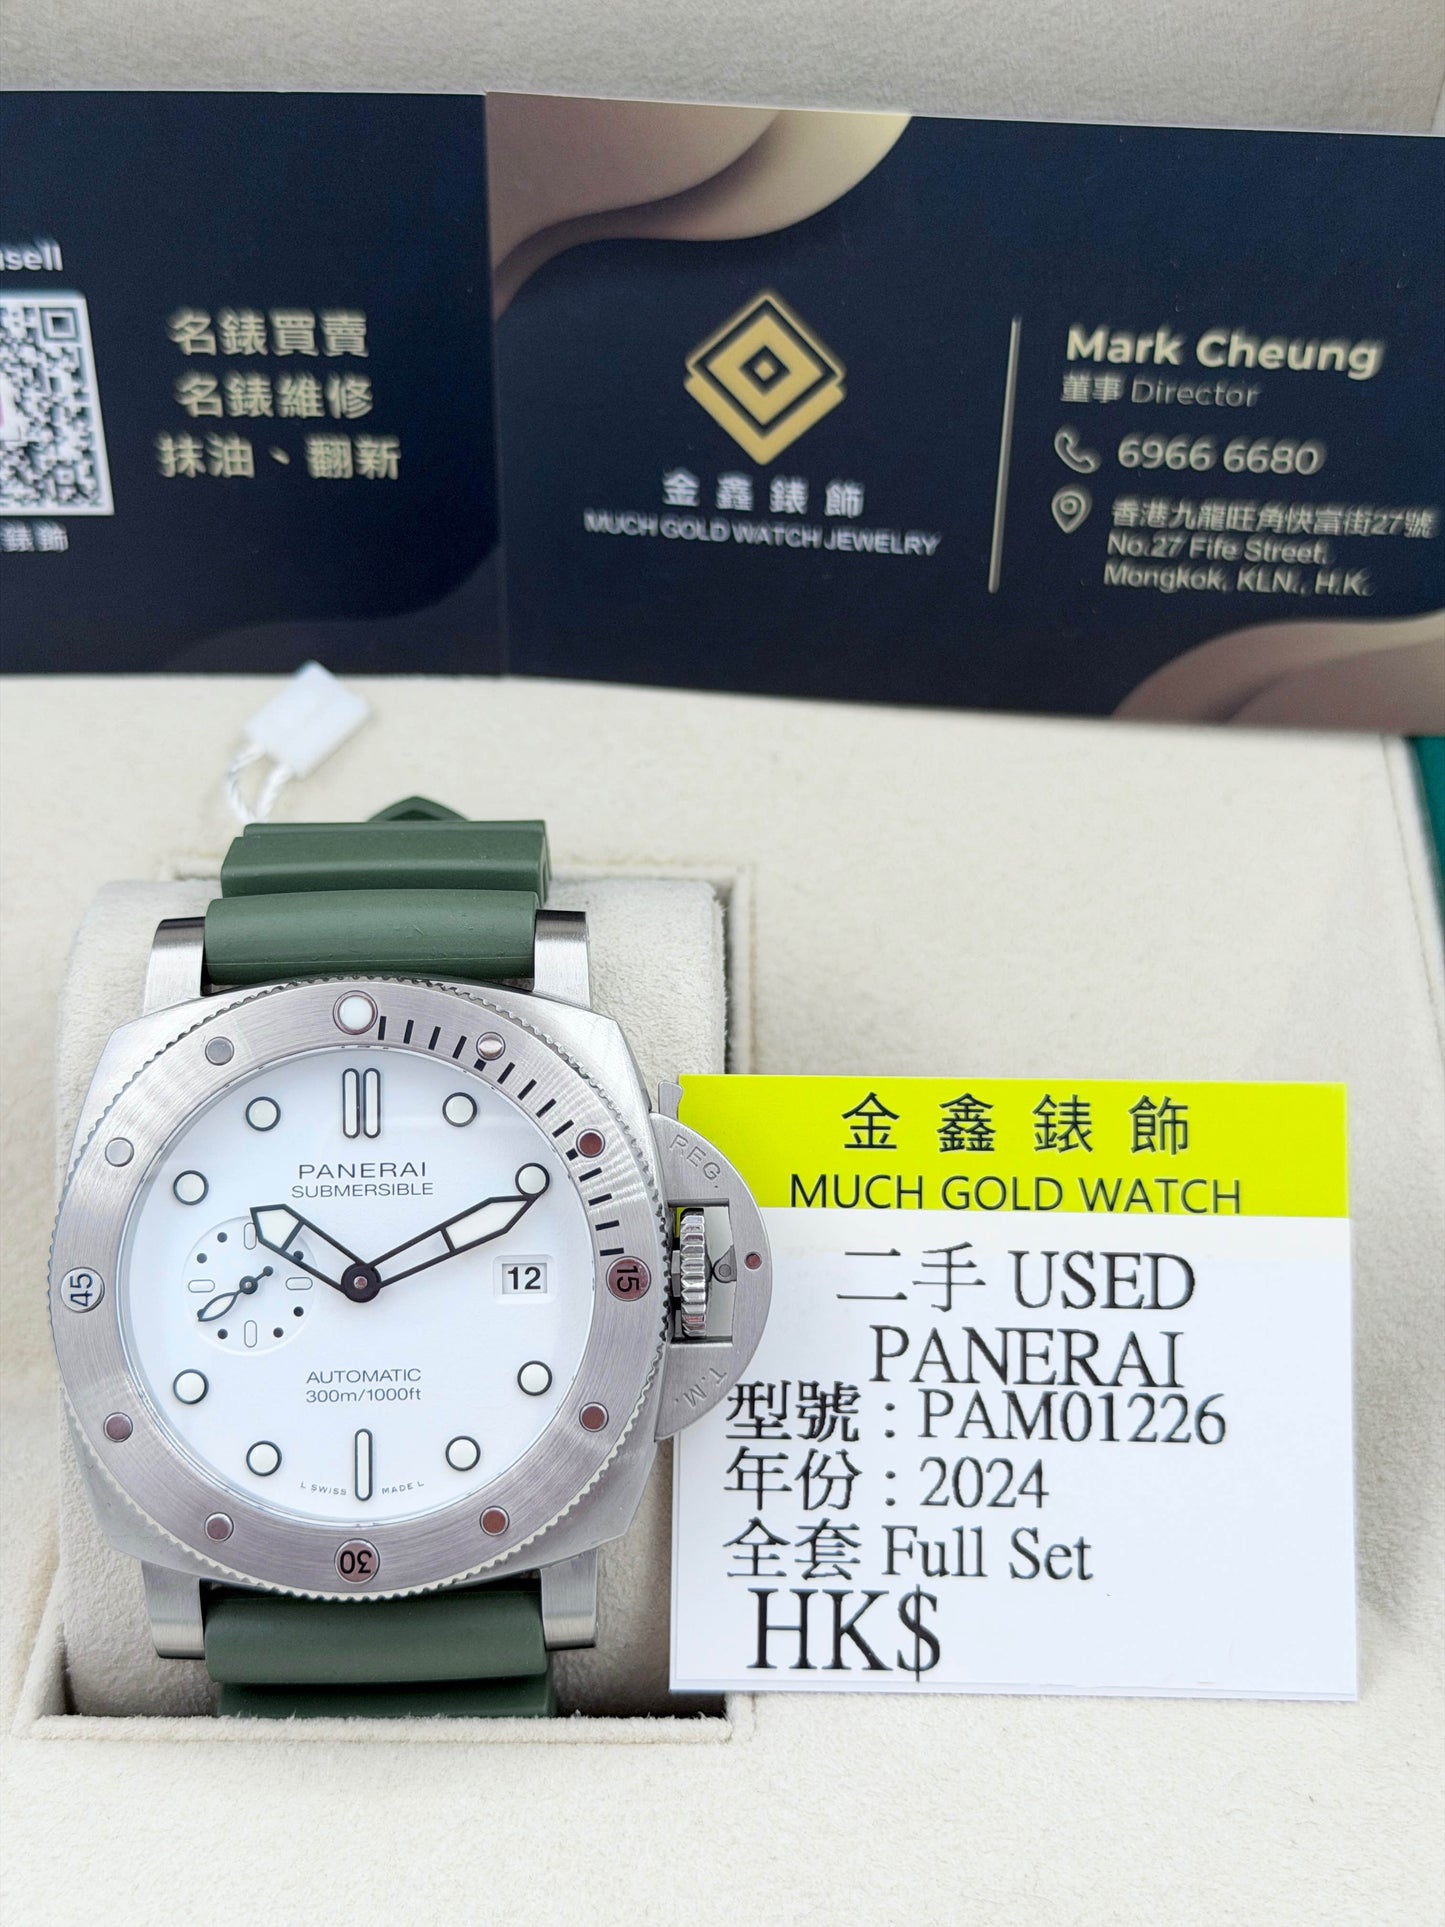 名錶買賣
名錶維修
抹油、翻新
錶飾
金鑫錶飾
MUCH GOLD WATCH JEWELRY
Mark Cheung
董事 Director
6966 6680
香港九龍旺角快富街27號
No.27 Fife Street,
Mongkok, KLN., H.K.
PANERAI
SUBMERSIBLE
12
AUTOMATIC
300m/1000ft
L SWISS MADE L
15
30
45
REG.
T.M.
金鑫錶飾
MUCH GOLD WATCH
二手 USED
PANERAI
型號：PAM01226
年份：2024
全套 Full Set
HK$